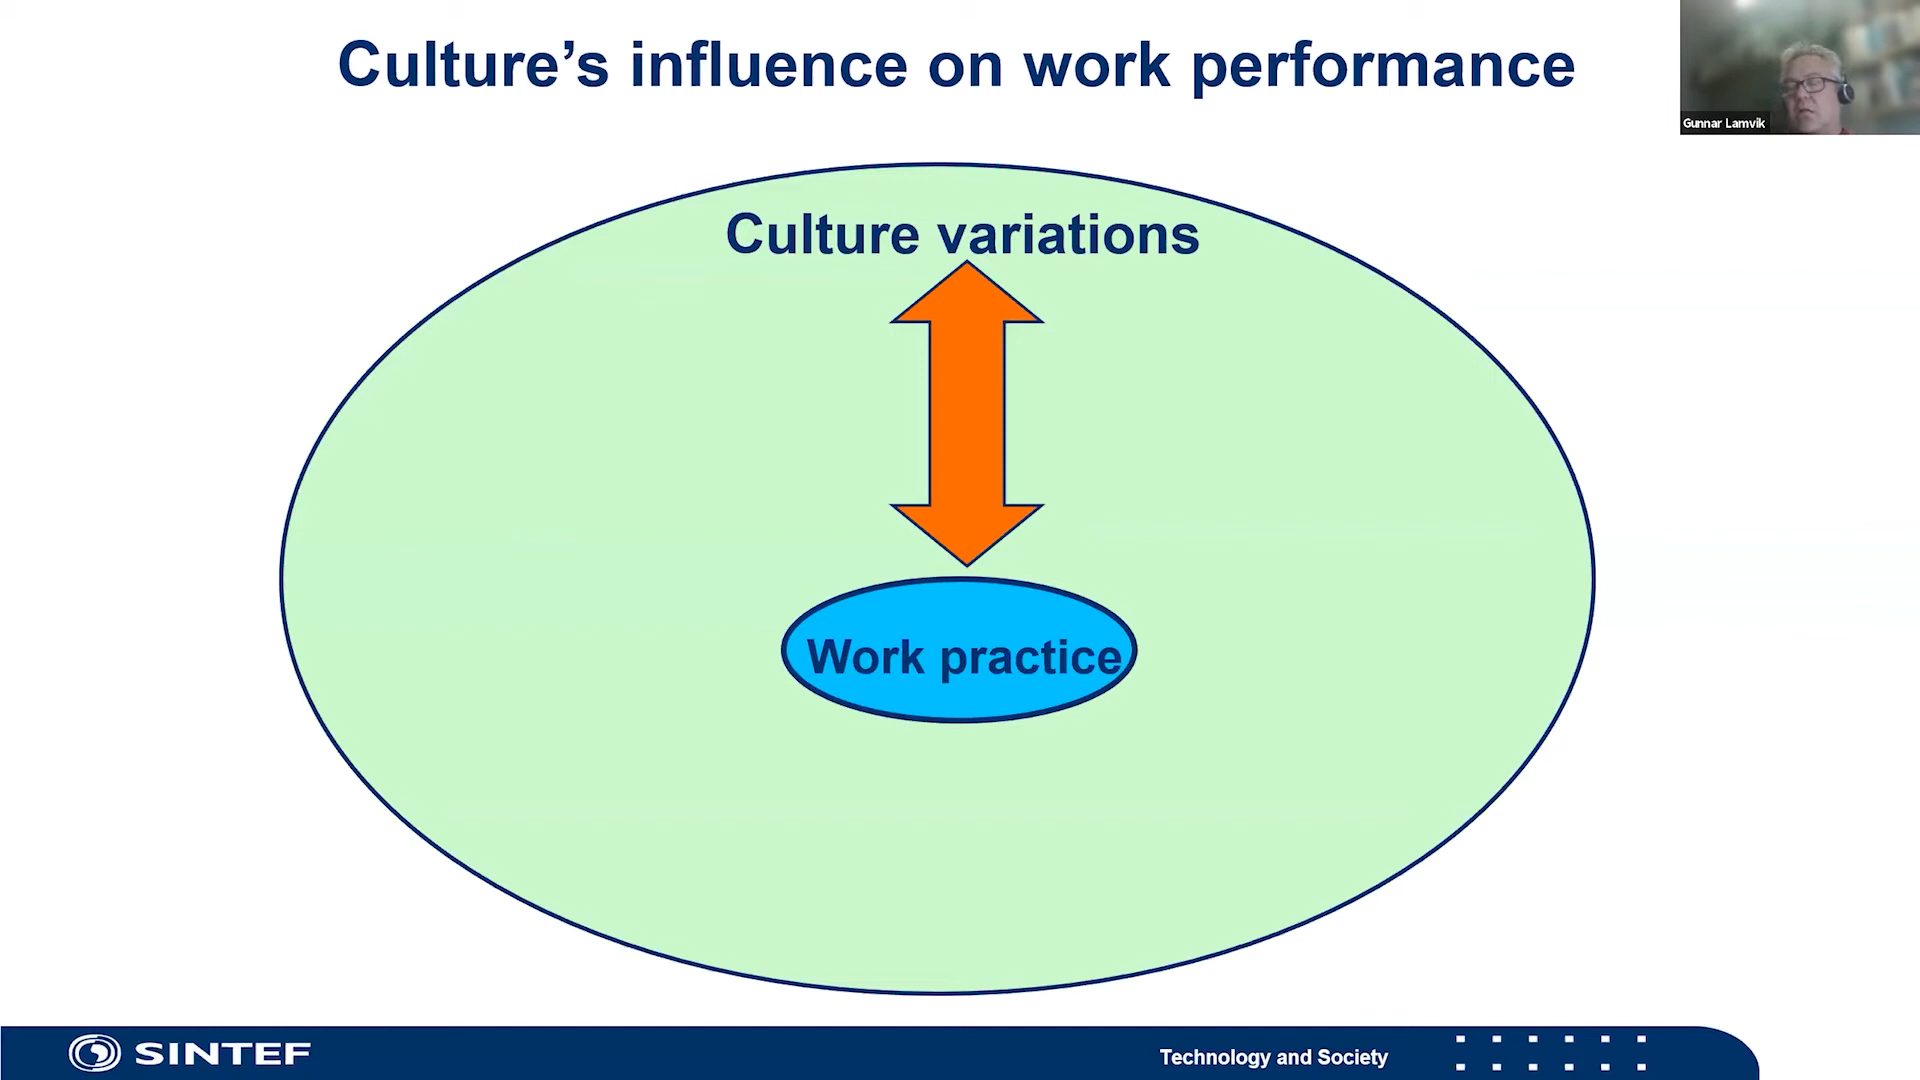 Culture’s influence on work performance
Gunnar Lamvik
Culture variations
Work practice
SINTEF
Technology and Society